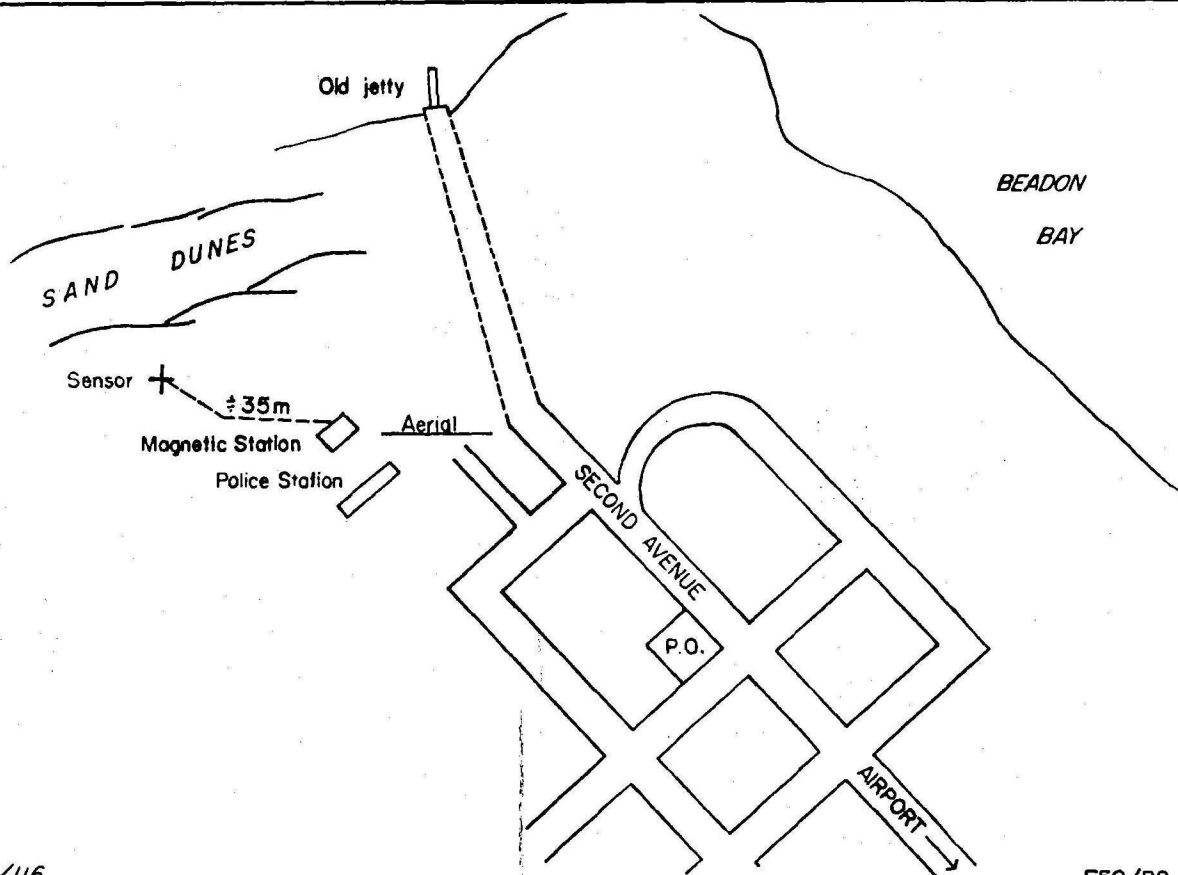 Old jetty
BEADON
BAY
SAND DUNES
Sensor
÷35m
Aerial
Magnetic Station
Police Station
SECOND AVENUE
P.O.
AIRPORT